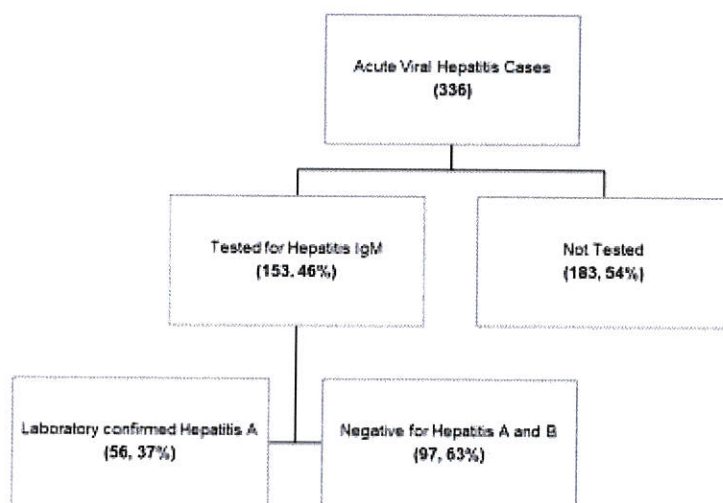 Acute Viral Hepatitis Cases
(336)
Tested for Hepatitis IgM
(153, 46%)
Not Tested
(183, 54%)
Laboratory confirmed Hepatitis A
(56, 37%)
Negative for Hepatitis A and B
(97, 63%)